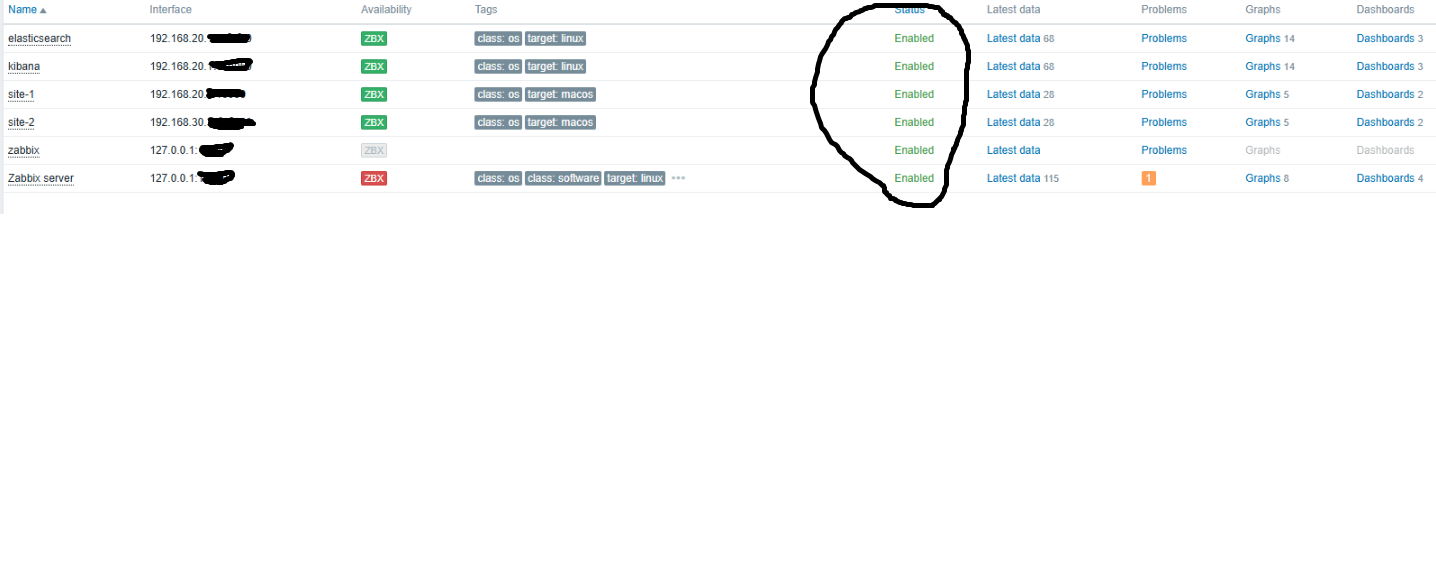 Name Interface Availability Tags Status Latest data Problems Graphs Dashboards
elasticsearch 192.168.20. ZBX class: os target: linux Enabled Latest data 68 Problems Graphs 14 Dashboards 3
kibana 192.168.20. ZBX class: os target: linux Enabled Latest data 68 Problems Graphs 14 Dashboards 3
site-1 192.168.20. ZBX class: os target: macos Enabled Latest data 28 Problems Graphs 5 Dashboards 2
site-2 192.168.30. ZBX class: os target: macos Enabled Latest data 28 Problems Graphs 5 Dashboards 2
zabbix 127.0.0.1: ZBX Enabled Latest data Problems Graphs Dashboards
Zabbix server 127.0.0.1: ZBX class: os class: software target: linux ••• Enabled Latest data 115 1 Graphs 8 Dashboards 4